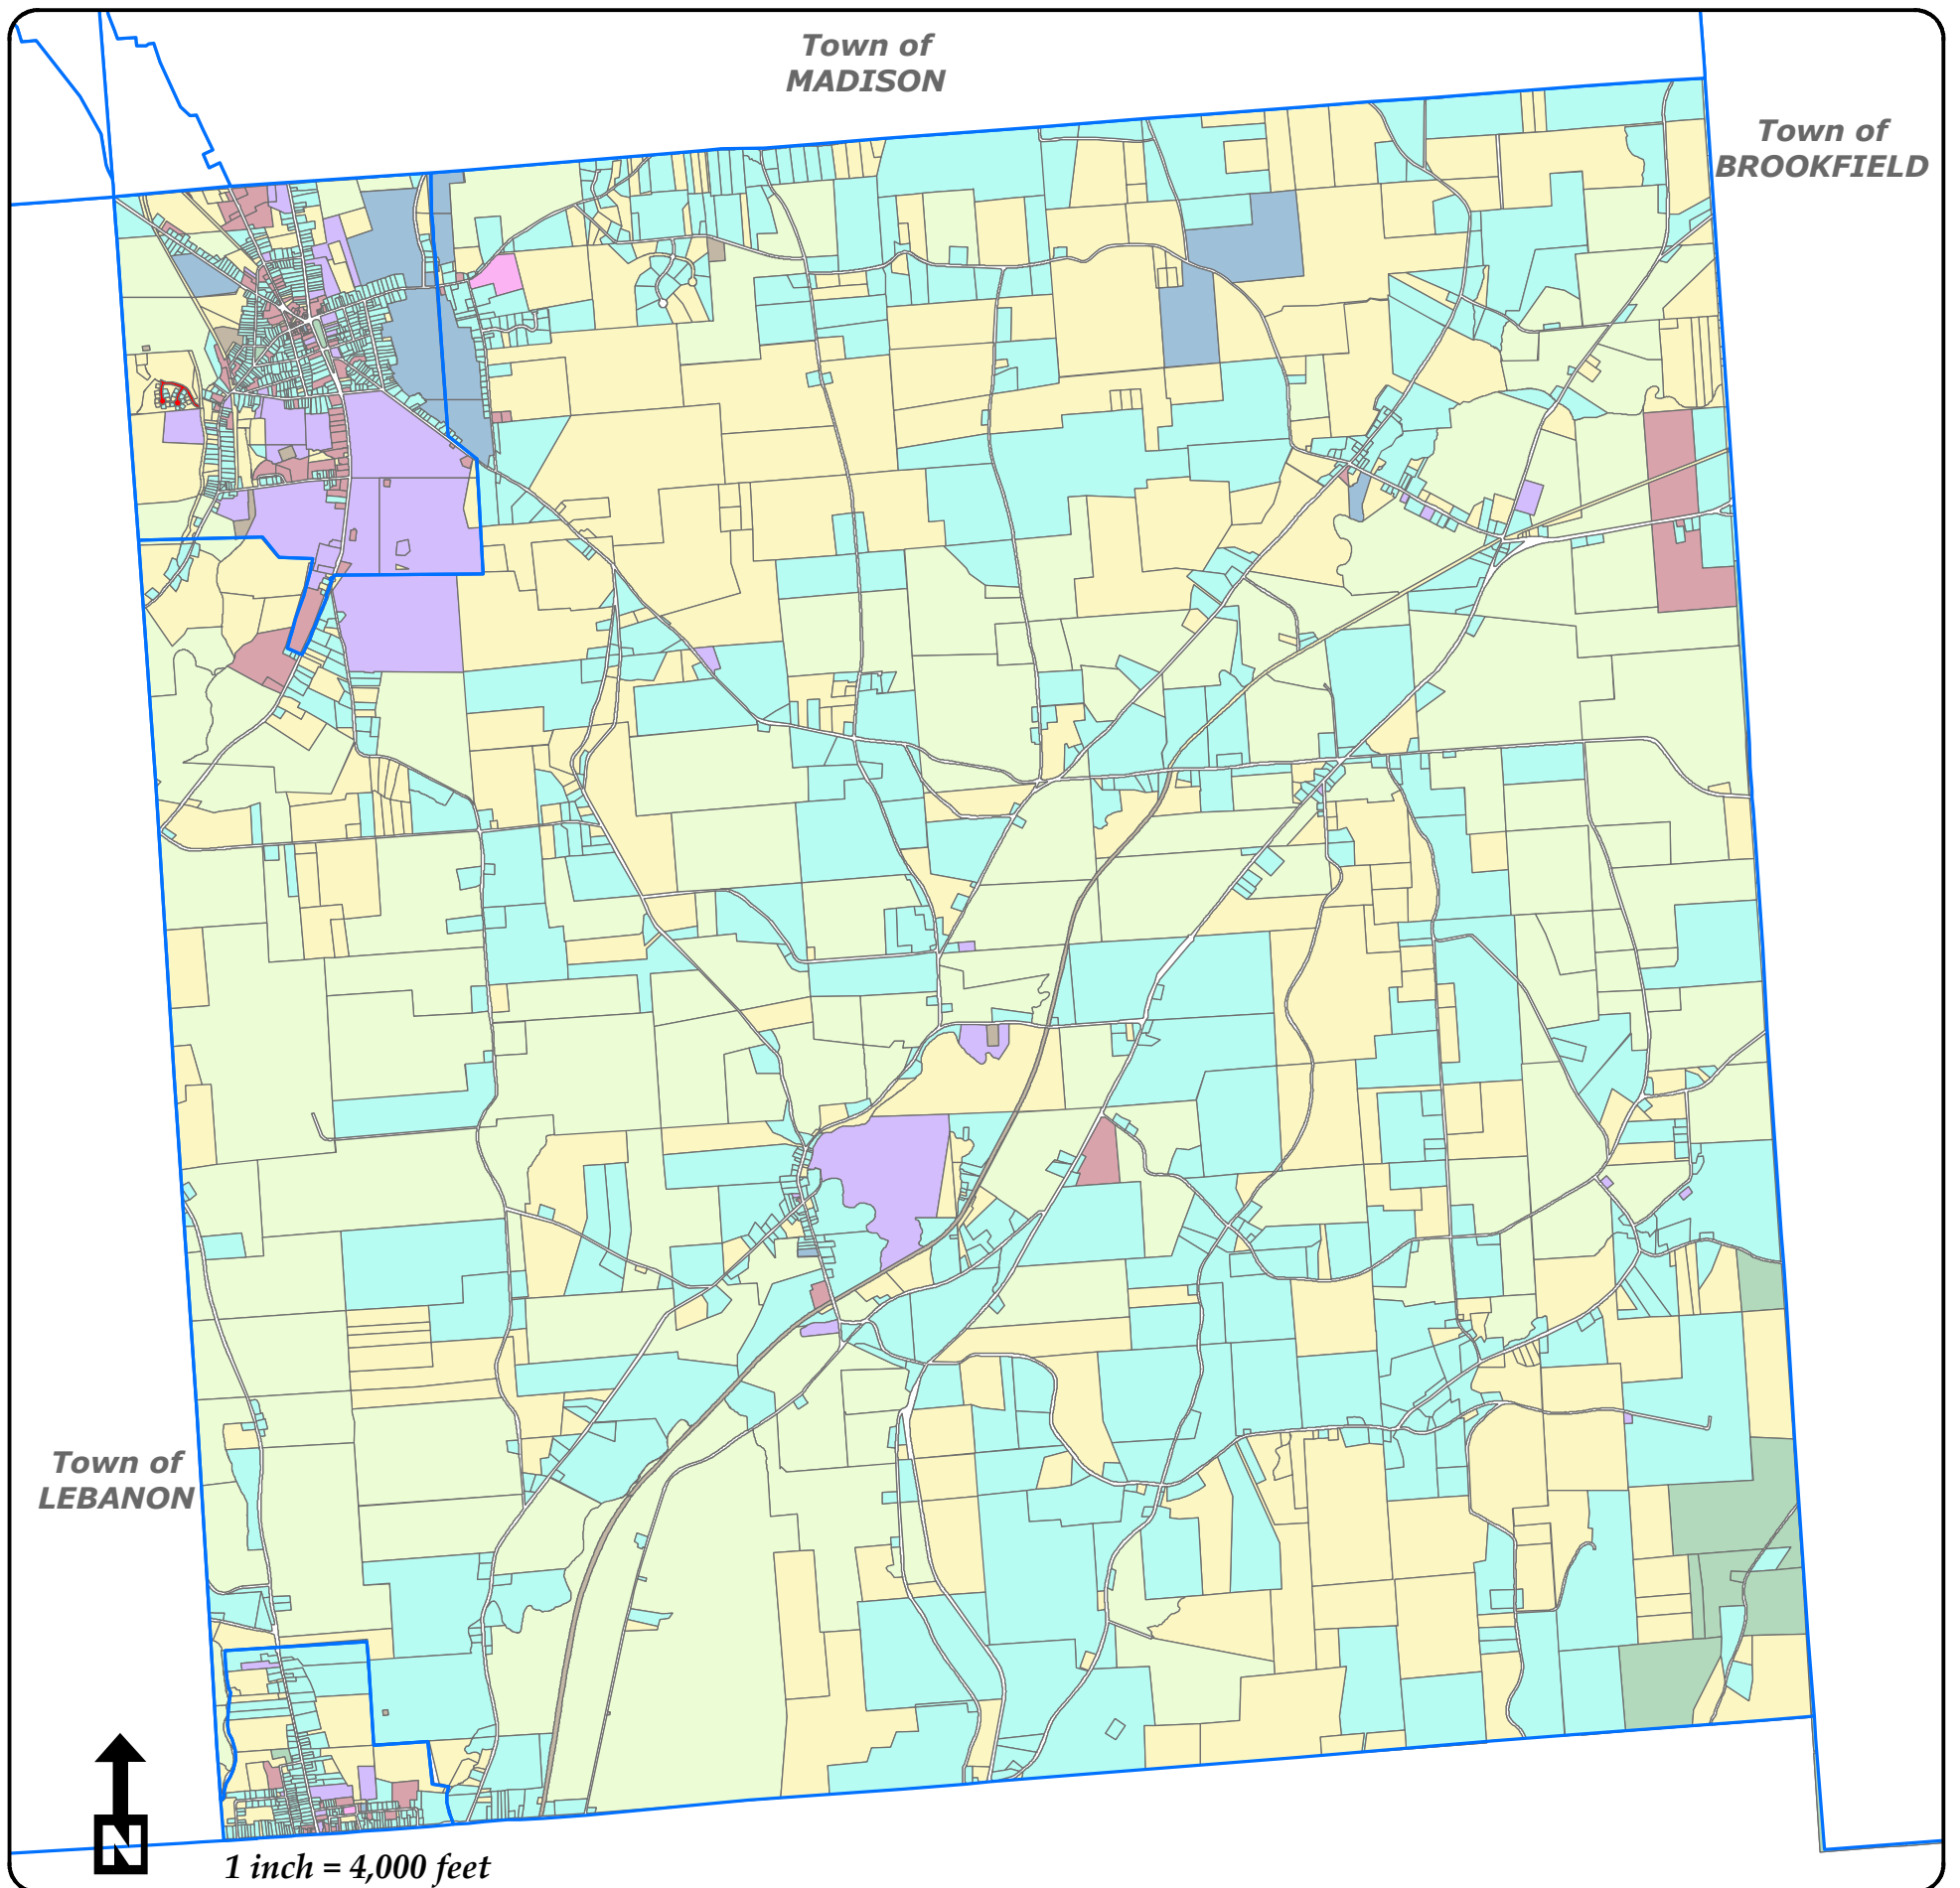 Town of
MADISON
Town of
BROOKFIELD
Town of
LEBANON
N
1 inch = 4,000 feet